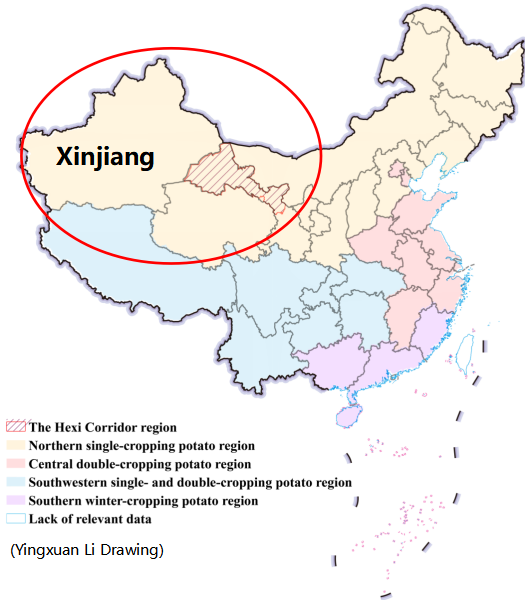 Xinjiang
The Hexi Corridor region
Northern single-cropping potato region
Central double-cropping potato region
Southwestern single- and double-cropping potato region
Southern winter-cropping potato region
Lack of relevant data
(Yingxuan Li Drawing)